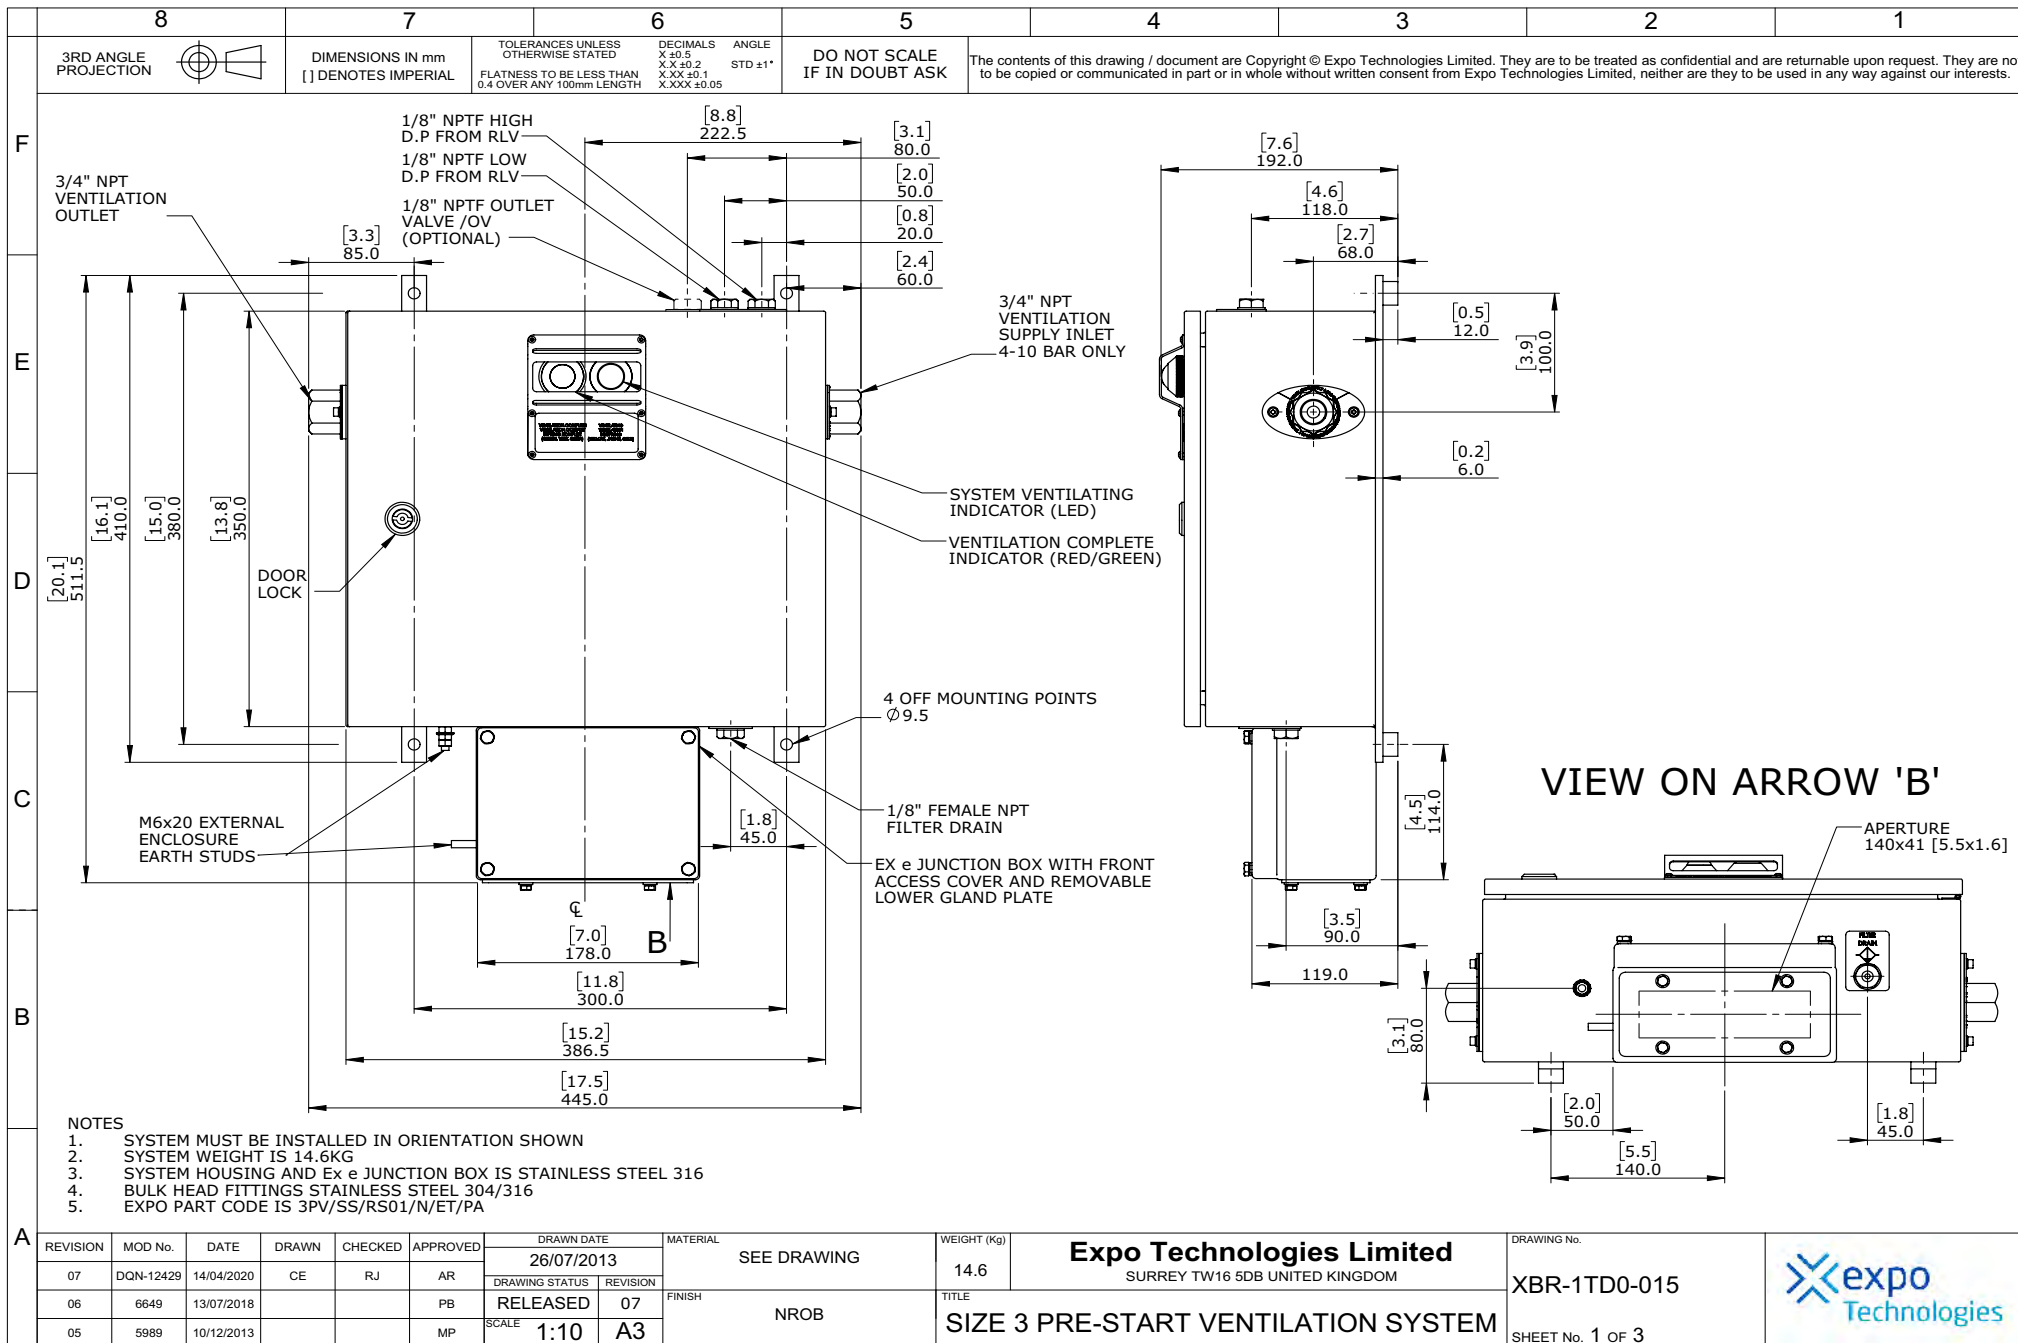 8 7 6 5 4 3 2 1
3RD ANGLE
PROJECTION
DIMENSIONS IN mm
[ ] DENOTES IMPERIAL
TOLERANCES UNLESS
OTHERWISE STATED
FLATNESS TO BE LESS THAN
0.4 OVER ANY 100mm LENGTH
DECIMALS ANGLE
X ±0.5
X.X ±0.2 STD ±1°
X.XX ±0.1
X.XXX ±0.05
DO NOT SCALE
IF IN DOUBT ASK
The contents of this drawing / document are Copyright © Expo Technologies Limited. They are to be treated as confidential and are returnable upon request. They are no
to be copied or communicated in part or in whole without written consent from Expo Technologies Limited, neither are they to be used in any way against our interests.
F
E
D
C
B
A
3/4" NPT
VENTILATION
OUTLET
1/8" NPTF HIGH
D.P FROM RLV
1/8" NPTF LOW
D.P FROM RLV
1/8" NPTF OUTLET
VALVE /OV
(OPTIONAL)
[8.8]
222.5
[3.1]
80.0
[2.0]
50.0
[0.8]
20.0
[2.4]
60.0
[3.3]
85.0
3/4" NPT
VENTILATION
SUPPLY INLET
4-10 BAR ONLY
[20.1]
511.5
[16.1]
410.0
[15.0]
380.0
[13.8]
350.0
SYSTEM VENTILATING
INDICATOR (LED)
VENTILATION COMPLETE
INDICATOR (RED/GREEN)
DOOR
LOCK
4 OFF MOUNTING POINTS
∅9.5
M6x20 EXTERNAL
ENCLOSURE
EARTH STUDS
1/8" FEMALE NPT
FILTER DRAIN
[1.8]
45.0
EX e JUNCTION BOX WITH FRONT
ACCESS COVER AND REMOVABLE
LOWER GLAND PLATE
℄
B
[7.0]
178.0
[11.8]
300.0
[15.2]
386.5
[17.5]
445.0
[7.6]
192.0
[4.6]
118.0
[2.7]
68.0
[0.5]
12.0
[3.9]
100.0
[0.2]
6.0
[4.5]
114.0
[3.5]
90.0
119.0
VIEW ON ARROW 'B'
APERTURE
140x41 [5.5x1.6]
FILTER
DRAIN
[3.1]
80.0
[2.0]
50.0
[5.5]
140.0
[1.8]
45.0
NOTES
1. SYSTEM MUST BE INSTALLED IN ORIENTATION SHOWN
2. SYSTEM WEIGHT IS 14.6KG
3. SYSTEM HOUSING AND Ex e JUNCTION BOX IS STAINLESS STEEL 316
4. BULK HEAD FITTINGS STAINLESS STEEL 304/316
5. EXPO PART CODE IS 3PV/SS/RS01/N/ET/PA
REVISION MOD No. DATE DRAWN CHECKED APPROVED
07 DQN-12429 14/04/2020 CE RJ AR
06 6649 13/07/2018 PB
05 5989 10/12/2013 MP
DRAWN DATE
26/07/2013
DRAWING STATUS REVISION
RELEASED 07
SCALE 1:10 A3
MATERIAL
SEE DRAWING
FINISH
NROB
WEIGHT (Kg)
14.6
Expo Technologies Limited
SURREY TW16 5DB UNITED KINGDOM
TITLE
SIZE 3 PRE-START VENTILATION SYSTEM
DRAWING No.
XBR-1TD0-015
SHEET No. 1 OF 3
expo
Technologies